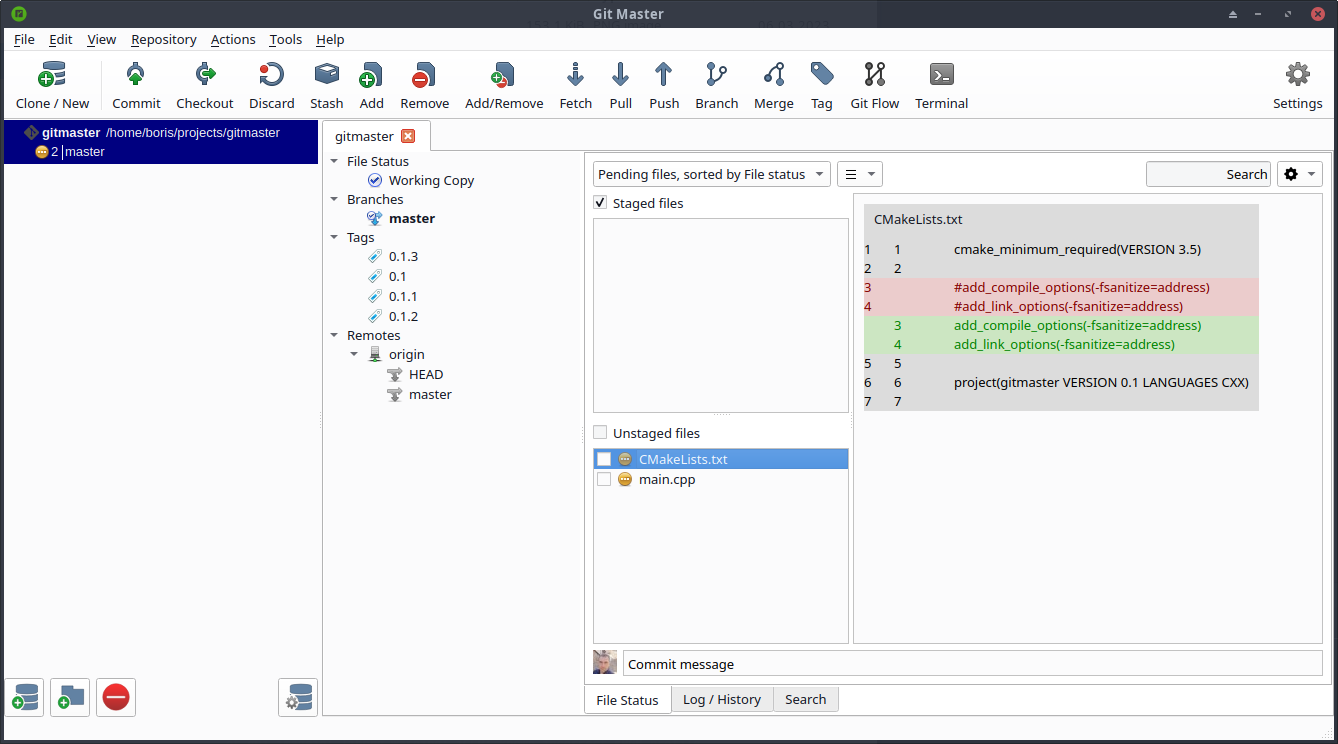 Git Master
File Edit View Repository Actions Tools Help
Clone / New Commit Checkout Discard Stash Add Remove Add/Remove Fetch Pull Push Branch Merge Tag Git Flow Terminal Settings
gitmaster /home/boris/projects/gitmaster
2 master
gitmaster
File Status
Working Copy
Branches
master
Tags
0.1.3
0.1
0.1.1
0.1.2
Remotes
origin
HEAD
master
Pending files, sorted by File status
Search
Staged files
Unstaged files
CMakeLists.txt
main.cpp
CMakeLists.txt
1 1 cmake_minimum_required(VERSION 3.5)
2 2
3 #add_compile_options(-fsanitize=address)
4 #add_link_options(-fsanitize=address)
3 add_compile_options(-fsanitize=address)
4 add_link_options(-fsanitize=address)
5 5
6 6 project(gitmaster VERSION 0.1 LANGUAGES CXX)
7 7
Commit message
File Status Log / History Search